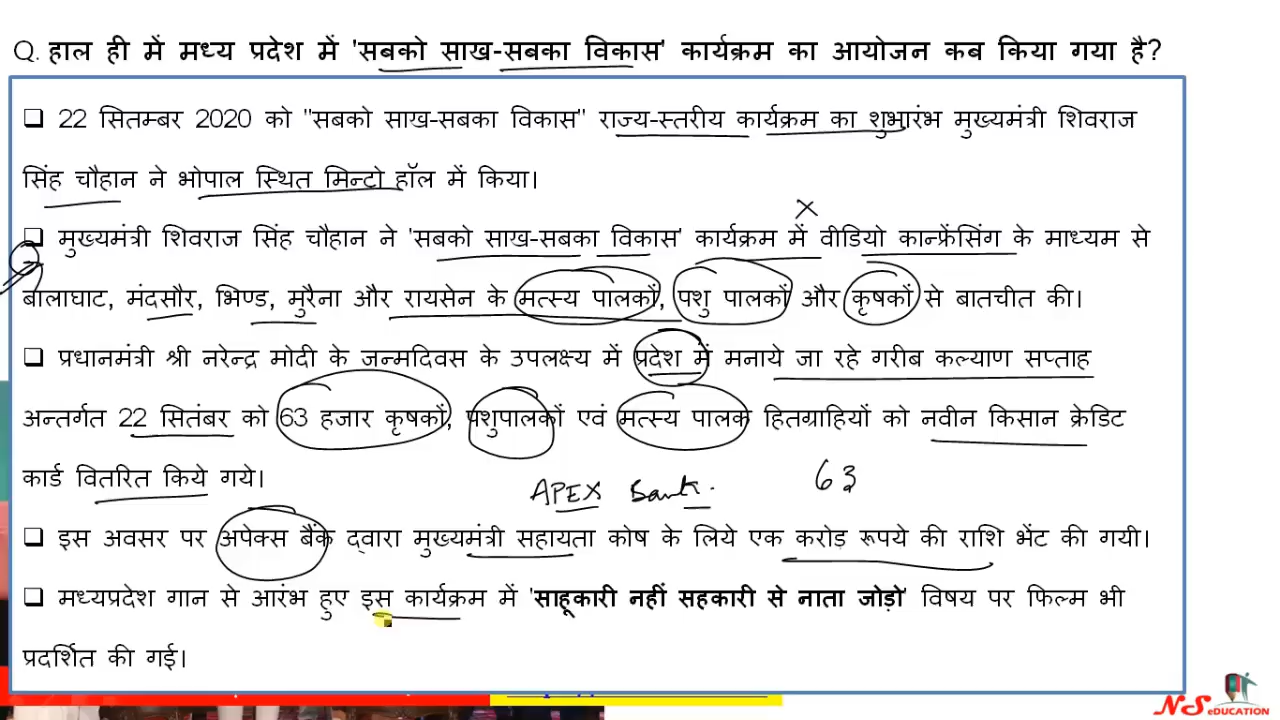 Q. हाल ही में मध्य प्रदेश में 'सबको साख-सबका विकास' कार्यक्रम का आयोजन कब किया गया है?
❑ 22 सितम्बर 2020 को "सबको साख-सबका विकास" राज्य-स्तरीय कार्यक्रम का शुभारंभ मुख्यमंत्री शिवराज
सिंह चौहान ने भोपाल स्थित मिन्टो हॉल में किया।
❑ मुख्यमंत्री शिवराज सिंह चौहान ने 'सबको साख-सबका विकास' कार्यक्रम में वीडियो कान्फ्रेंसिंग के माध्यम से
बालाघाट, मंदसौर, भिण्ड, मुरैना और रायसेन के मत्स्य पालकों, पशु पालकों और कृषकों से बातचीत की।
❑ प्रधानमंत्री श्री नरेन्द्र मोदी के जन्मदिवस के उपलक्ष्य में प्रदेश में मनाये जा रहे गरीब कल्याण सप्ताह
अन्तर्गत 22 सितंबर को 63 हजार कृषकों, पशुपालकों एवं मत्स्य पालक हितग्राहियों को नवीन किसान क्रेडिट
कार्ड वितरित किये गये।
APEX Bank. 63
❑ इस अवसर पर अपेक्स बैंक द्वारा मुख्यमंत्री सहायता कोष के लिये एक करोड़ रूपये की राशि भेंट की गयी।
❑ मध्यप्रदेश गान से आरंभ हुए इस कार्यक्रम में 'साहूकारी नहीं सहकारी से नाता जोड़ो' विषय पर फिल्म भी
प्रदर्शित की गई।
NS eDUCATION